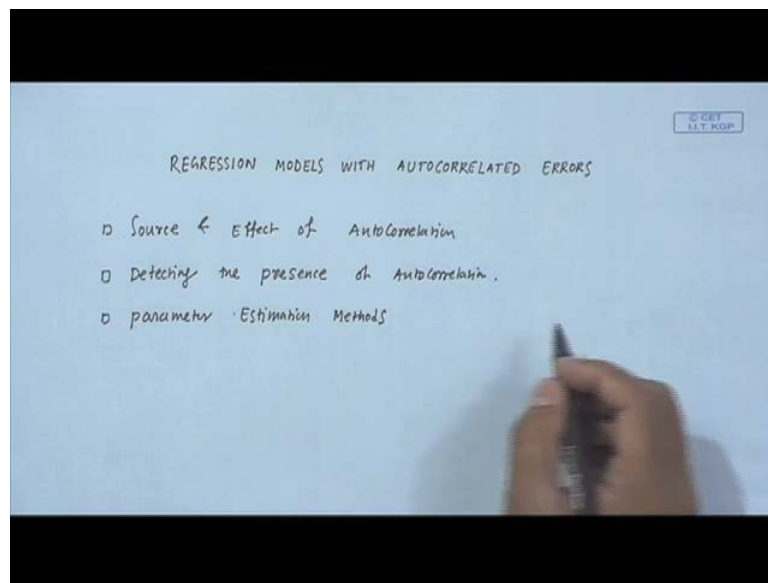 © CET
I.I.T. KGP
REGRESSION MODELS WITH AUTOCORRELATED ERRORS
Source & Effect of Autocorrelation
Detecting the presence of Autocorrelation.
Parameter Estimation Methods